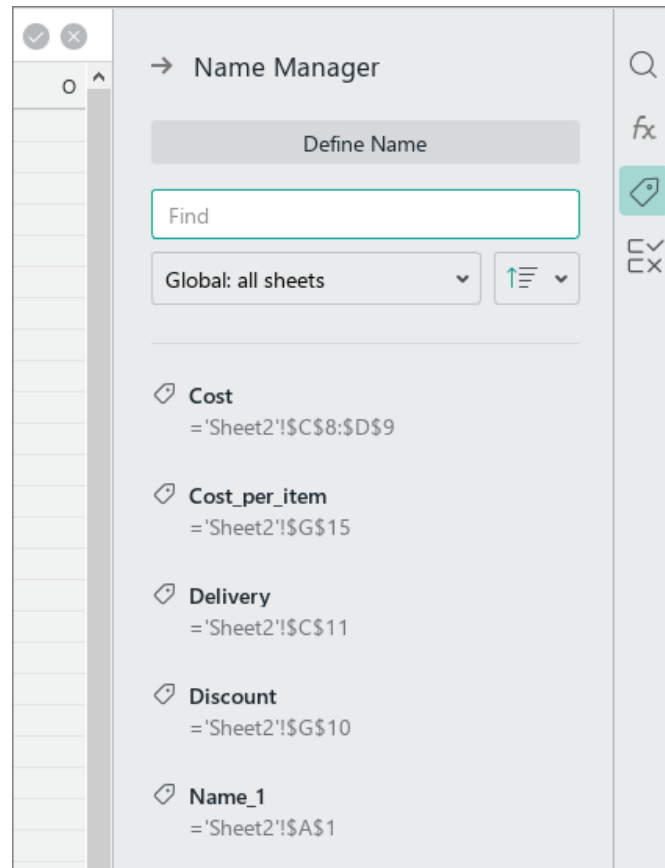 O
Name Manager
Define Name
Find
Global: all sheets
Cost
='Sheet2'!$C$8:$D$9
Cost_per_item
='Sheet2'!$G$15
Delivery
='Sheet2'!$C$11
Discount
='Sheet2'!$G$10
Name_1
='Sheet2'!$A$1
fx